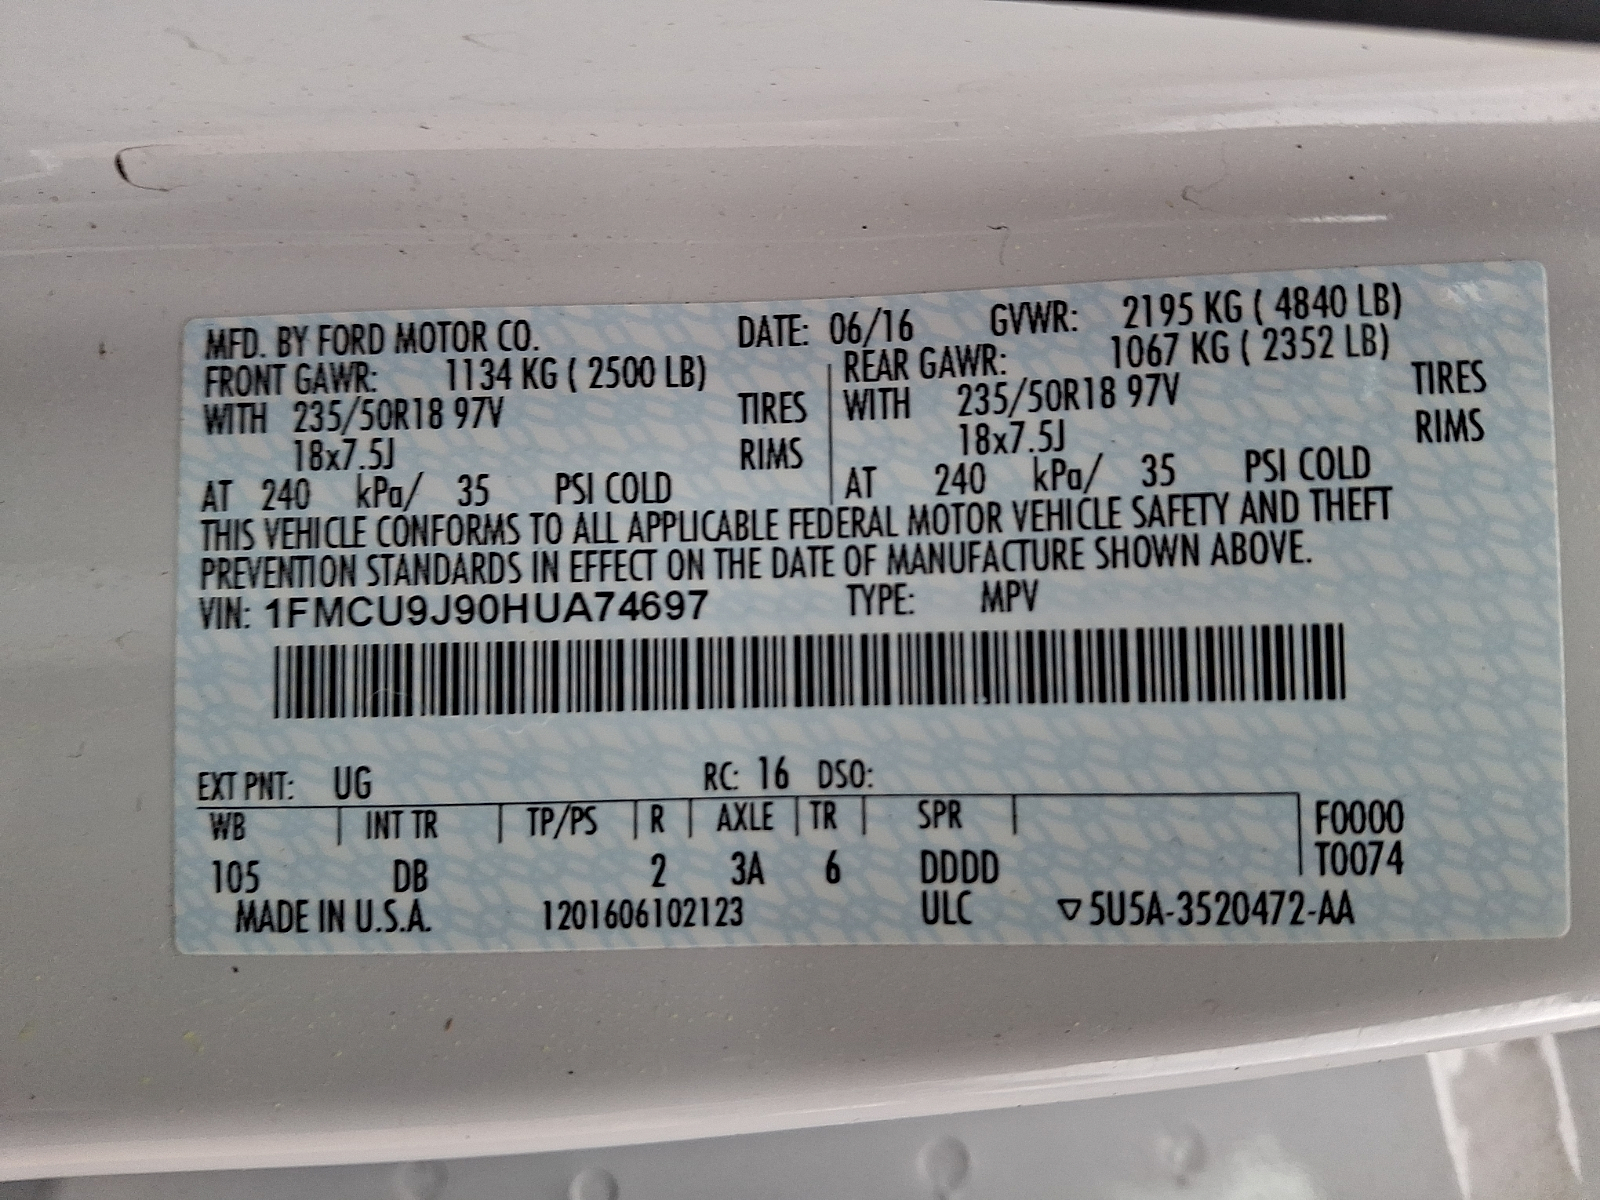 MFD. BY FORD MOTOR CO. DATE: 06/16 GVWR: 2195 KG ( 4840 LB)
FRONT GAWR: 1134 KG ( 2500 LB) REAR GAWR: 1067 KG ( 2352 LB)
WITH 235/50R18 97V TIRES WITH 235/50R18 97V TIRES
18x7.5J RIMS 18x7.5J RIMS
AT 240 kPa/ 35 PSI COLD AT 240 kPa/ 35 PSI COLD
THIS VEHICLE CONFORMS TO ALL APPLICABLE FEDERAL MOTOR VEHICLE SAFETY AND THEFT
PREVENTION STANDARDS IN EFFECT ON THE DATE OF MANUFACTURE SHOWN ABOVE.
VIN: 1FMCU9J90HUA74697 TYPE: MPV
EXT PNT: UG RC: 16 DSO:
WB INT TR TP/PS R AXLE TR SPR F0000
105 DB 2 3A 6 DDDD T0074
MADE IN U.S.A. 1201606102123 ULC ▽5U5A-3520472-AA